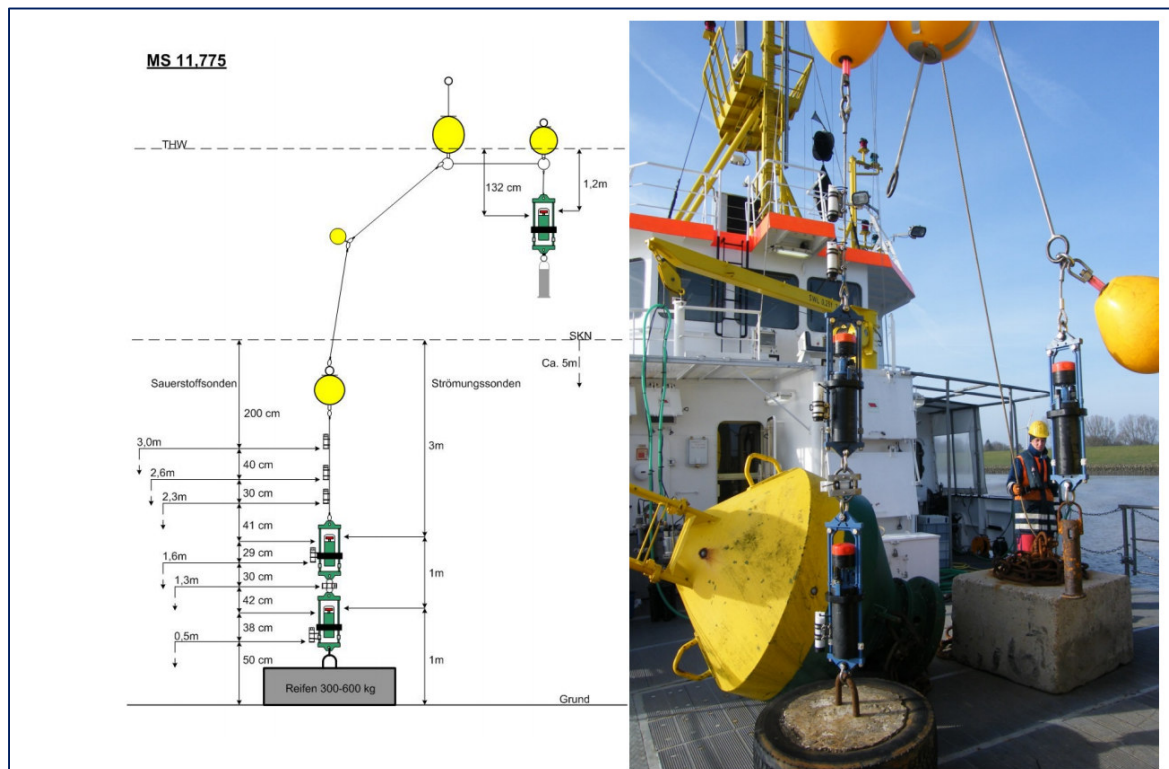 MS 11,775
THW
132 cm
1,2m
SKN
Ca. 5m
Sauerstoffsonden
Strömungssonden
200 cm
3m
3,0m
40 cm
2,6m
30 cm
2,3m
41 cm
29 cm
1,6m
1m
30 cm
1,3m
42 cm
38 cm
0,5m
50 cm
1m
Reifen 300-600 kg
Grund